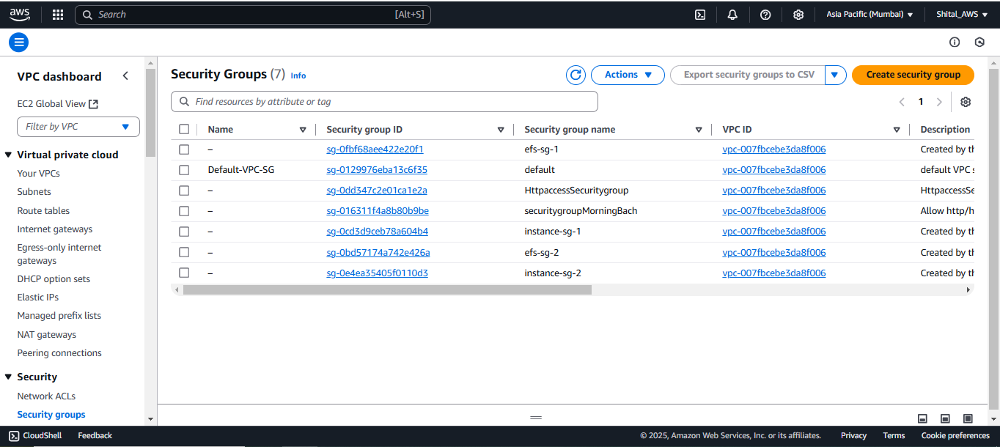 aws Search [Alt+S] Asia Pacific (Mumbai) Shital_AWS
VPC dashboard
EC2 Global View
Filter by VPC
Virtual private cloud
Your VPCs
Subnets
Route tables
Internet gateways
Egress-only internet
gateways
DHCP option sets
Elastic IPs
Managed prefix lists
NAT gateways
Peering connections
Security
Network ACLs
Security groups
Security Groups (7) Info Actions Export security groups to CSV Create security group
Find resources by attribute or tag 1
Name Security group ID Security group name VPC ID Description
– sg-0fbf68aee422e20f1 efs-sg-1 vpc-007fbcebe3da8f006 Created by th
Default-VPC-SG sg-0129976eba13c6f35 default vpc-007fbcebe3da8f006 default VPC s
– sg-0dd347c2e01ca1e2a HttpaccessSecuritygroup vpc-007fbcebe3da8f006 HttpaccessSe
– sg-016311f4a8b80b9be securitygroupMorningBach vpc-007fbcebe3da8f006 Allow http/h
– sg-0cd3d9ceb78a604b4 instance-sg-1 vpc-007fbcebe3da8f006 Created by th
– sg-0bd57174a742e426a efs-sg-2 vpc-007fbcebe3da8f006 Created by th
– sg-0e4ea35405f0110d3 instance-sg-2 vpc-007fbcebe3da8f006 Created by th
CloudShell Feedback © 2025, Amazon Web Services, Inc. or its affiliates. Privacy Terms Cookie preferences